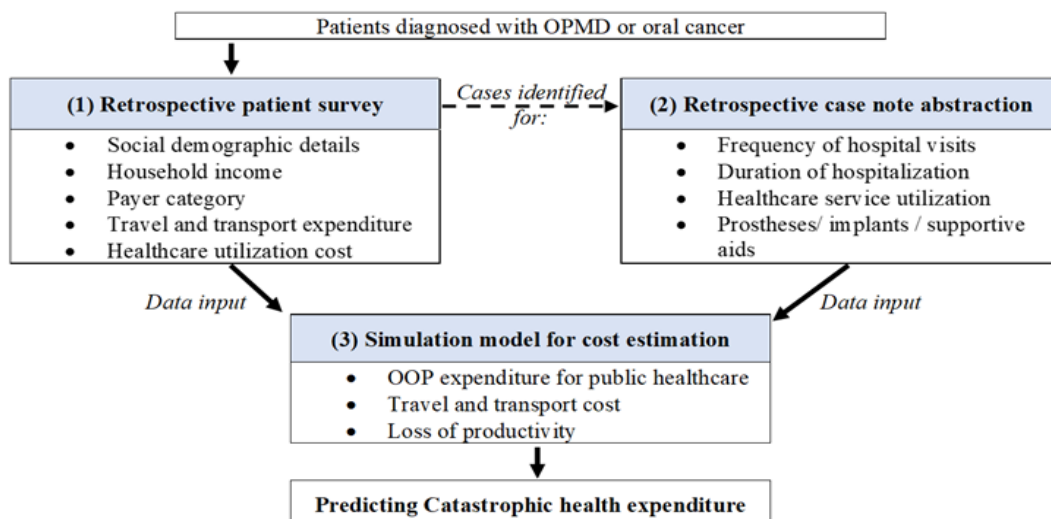 Patients diagnosed with OPMD or oral cancer
(1) Retrospective patient survey
• Social demographic details
• Household income
• Payer category
• Travel and transport expenditure
• Healthcare utilization cost
Cases identified
for:
(2) Retrospective case note abstraction
• Frequency of hospital visits
• Duration of hospitalization
• Healthcare service utilization
• Prostheses/ implants / supportive
aids
Data input
Data input
(3) Simulation model for cost estimation
• OOP expenditure for public healthcare
• Travel and transport cost
• Loss of productivity
Predicting Catastrophic health expenditure